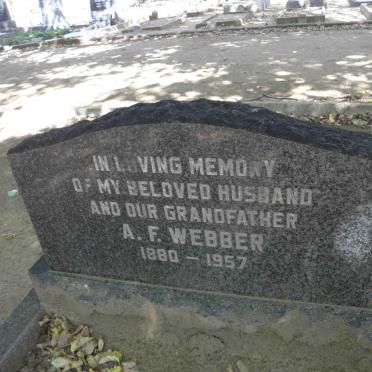 IN LOVING MEMORY
OF MY BELOVED HUSBAND
AND OUR GRANDFATHER
A. F. WEBBER
1880 – 1957